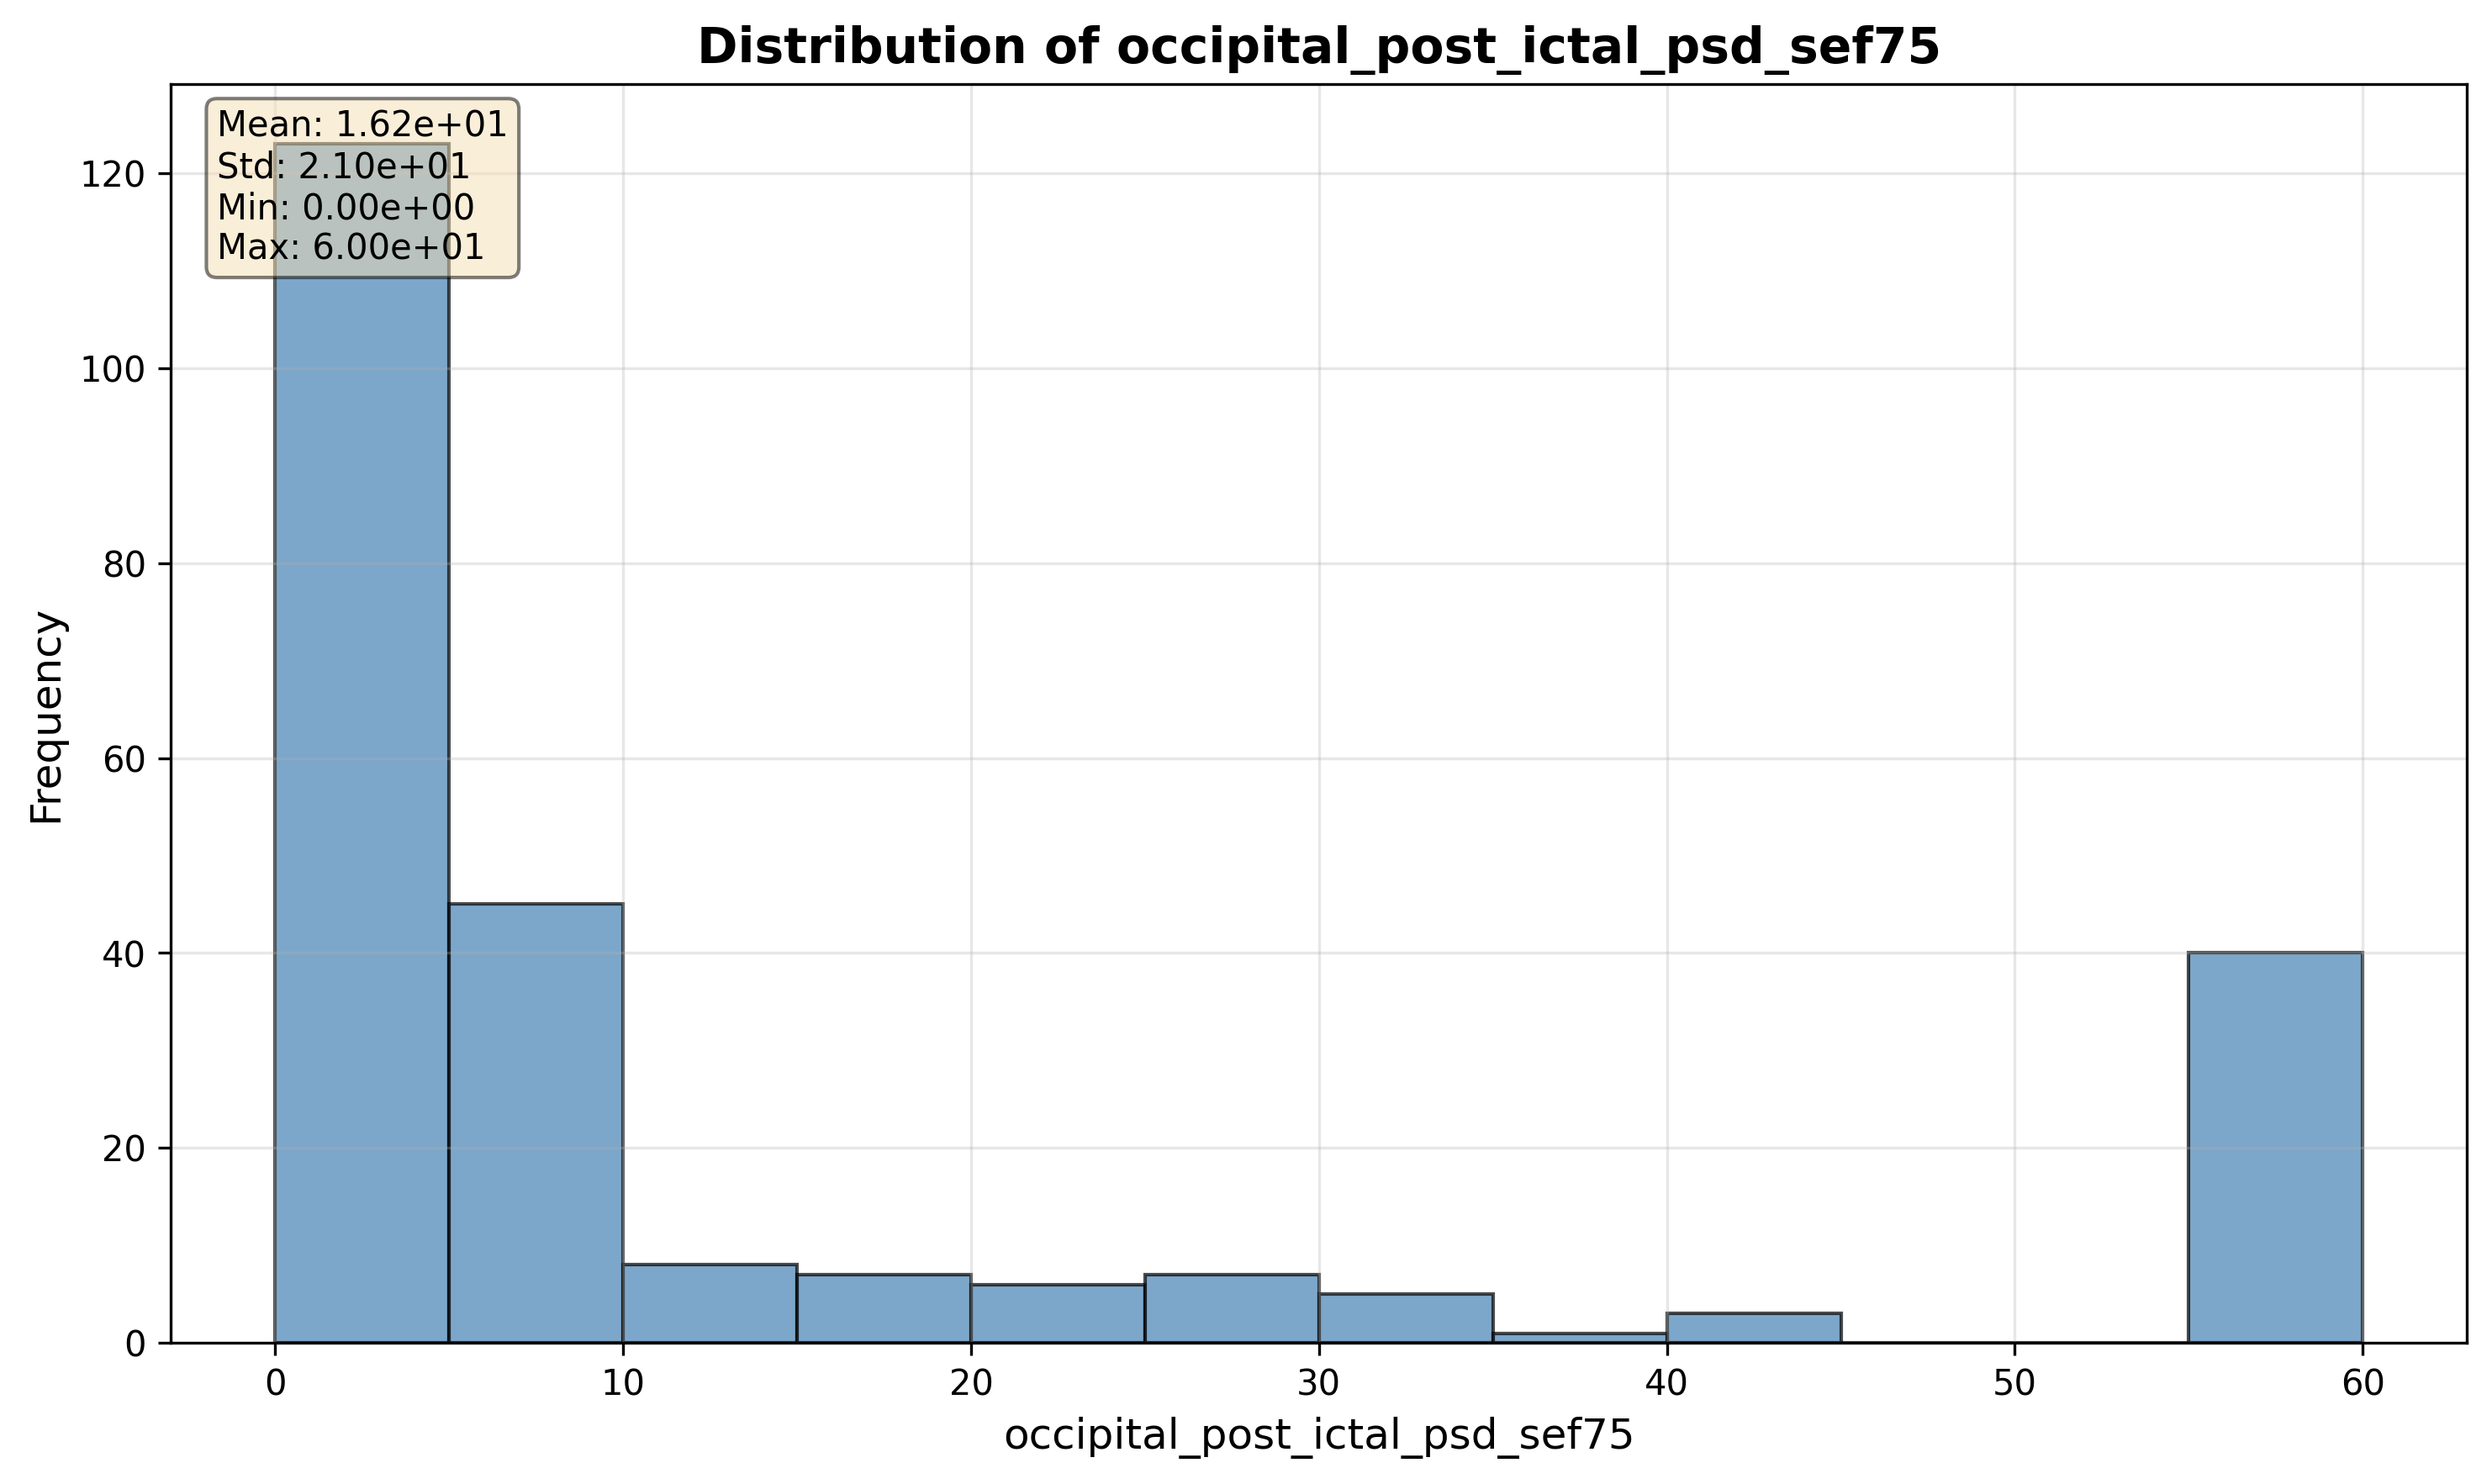 Distribution of occipital_post_ictal_psd_sef75
Mean: 1.62e+01
Std: 2.10e+01
Min: 0.00e+00
Max: 6.00e+01
120
100
80
60
40
20
0
Frequency
0 10 20 30 40 50 60
occipital_post_ictal_psd_sef75